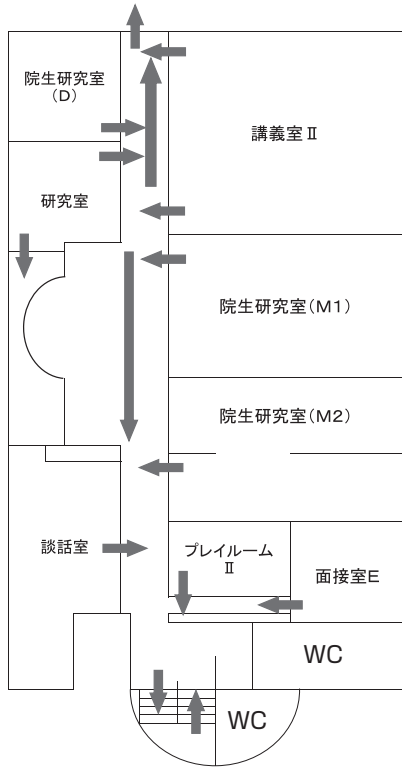 院生研究室
（D）
講義室Ⅱ
研究室
院生研究室（M1）
院生研究室（M2）
談話室
プレイルーム
Ⅱ
面接室E
WC
WC